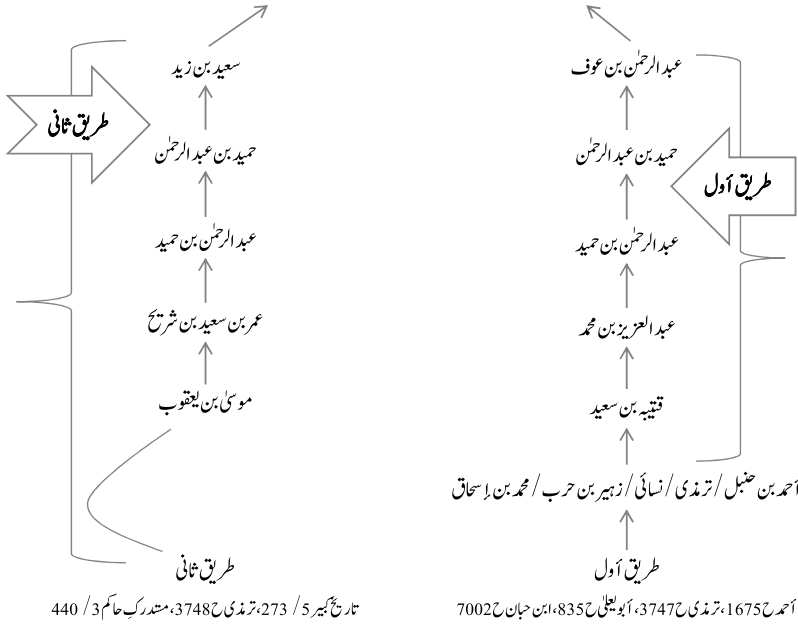 عبد الرحمٰن بن عوف
حمید بن عبد الرحمٰن
عبد الرحمٰن بن حمید
عبد العزیز بن محمد
قتیبہ بن سعید
أحمد بن حنبل / ترمذی / نسائی / زہیر بن حرب / محمد بن إسحاق
طریق أول
أحمد ح1675، ترمذی ح3747، أبو یعلیٰ ح835، ابن حبان ح7002
طریق أول
سعید بن زید
حمید بن عبد الرحمٰن
عبد الرحمٰن بن حمید
عمر بن سعید بن شریح
موسیٰ بن یعقوب
طریق ثانی
تاریخ کبیر 5/ 273، ترمذی ح3748، مستدرک حاکم 3/ 440
طریق ثانی